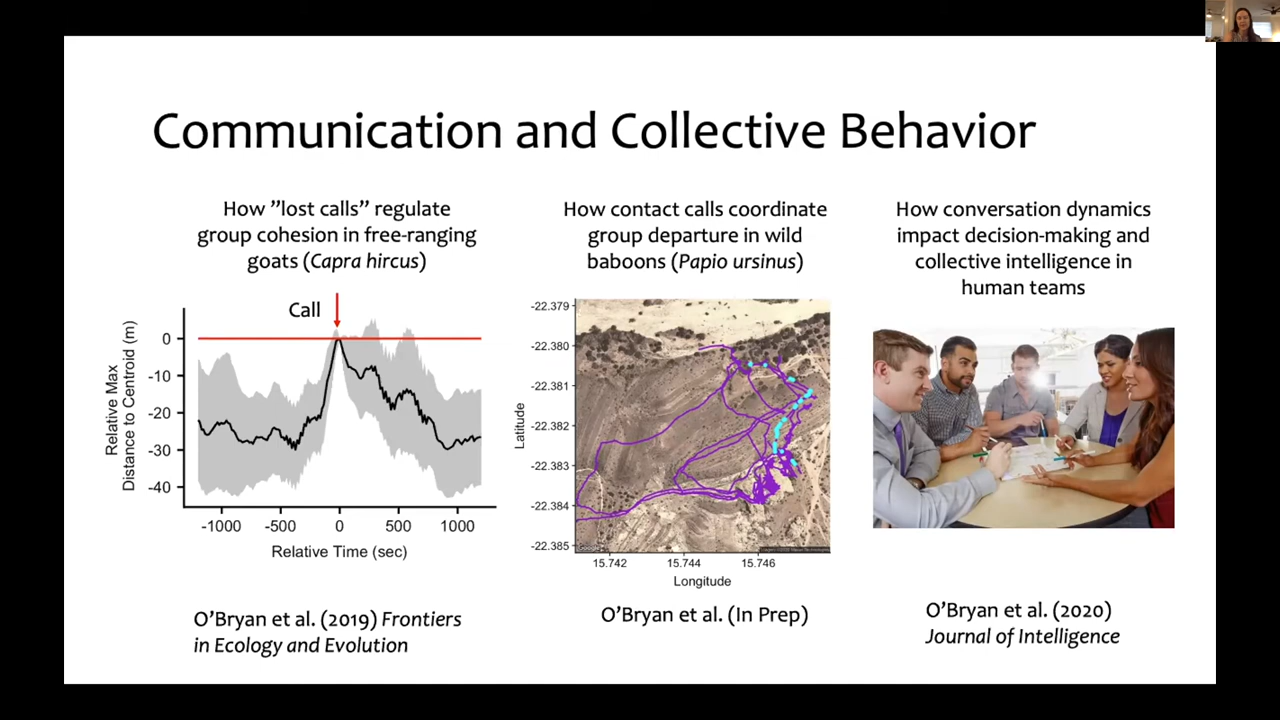 Communication and Collective Behavior
How ”lost calls” regulate
group cohesion in free-ranging
goats (Capra hircus)
Call
Relative Max
Distance to Centroid (m)
0
-10
-20
-30
-40
-1000
-500
0
500
1000
Relative Time (sec)
O’Bryan et al. (2019) Frontiers
in Ecology and Evolution
How contact calls coordinate
group departure in wild
baboons (Papio ursinus)
Latitude
-22.379
-22.380
-22.381
-22.382
-22.383
-22.384
-22.385
15.742
15.744
15.746
Longitude
O’Bryan et al. (In Prep)
How conversation dynamics
impact decision-making and
collective intelligence in
human teams
O’Bryan et al. (2020)
Journal of Intelligence